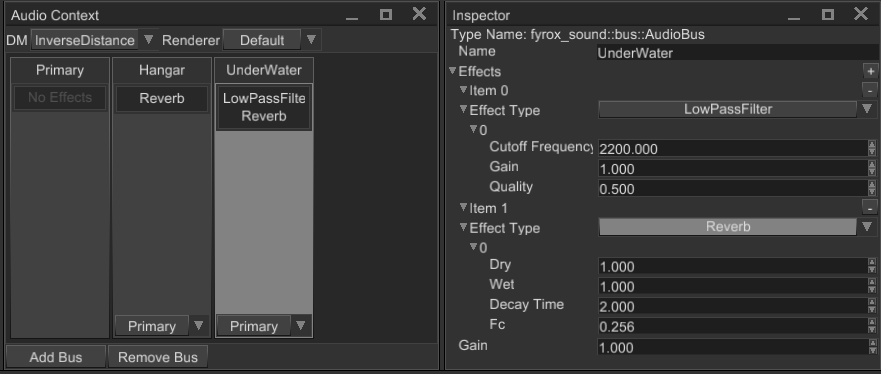 Audio Context
DM InverseDistance Renderer Default
Primary Hangar UnderWater
No Effects Reverb LowPassFilte
Reverb
Primary Primary
Add Bus Remove Bus
Inspector
Type Name: fyrox_sound::bus::AudioBus
Name UnderWater
Effects +
Item 0 -
Effect Type LowPassFilter
0
Cutoff Frequency 2200.000
Gain 1.000
Quality 0.500
Item 1 -
Effect Type Reverb
0
Dry 1.000
Wet 1.000
Decay Time 2.000
Fc 0.256
Gain 1.000